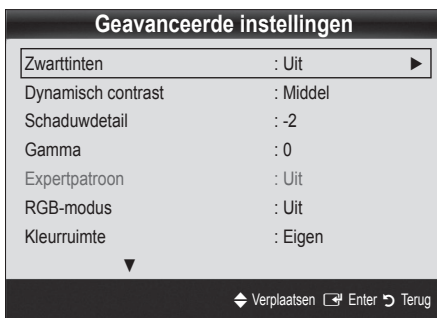 Geavanceerde instellingen
Zwarttinten : Uit ►
Dynamisch contrast : Middel
Schaduwdetail : -2
Gamma : 0
Expertpatroon : Uit
RGB-modus : Uit
Kleurruimte : Eigen
▼
Verplaatsen Enter Terug